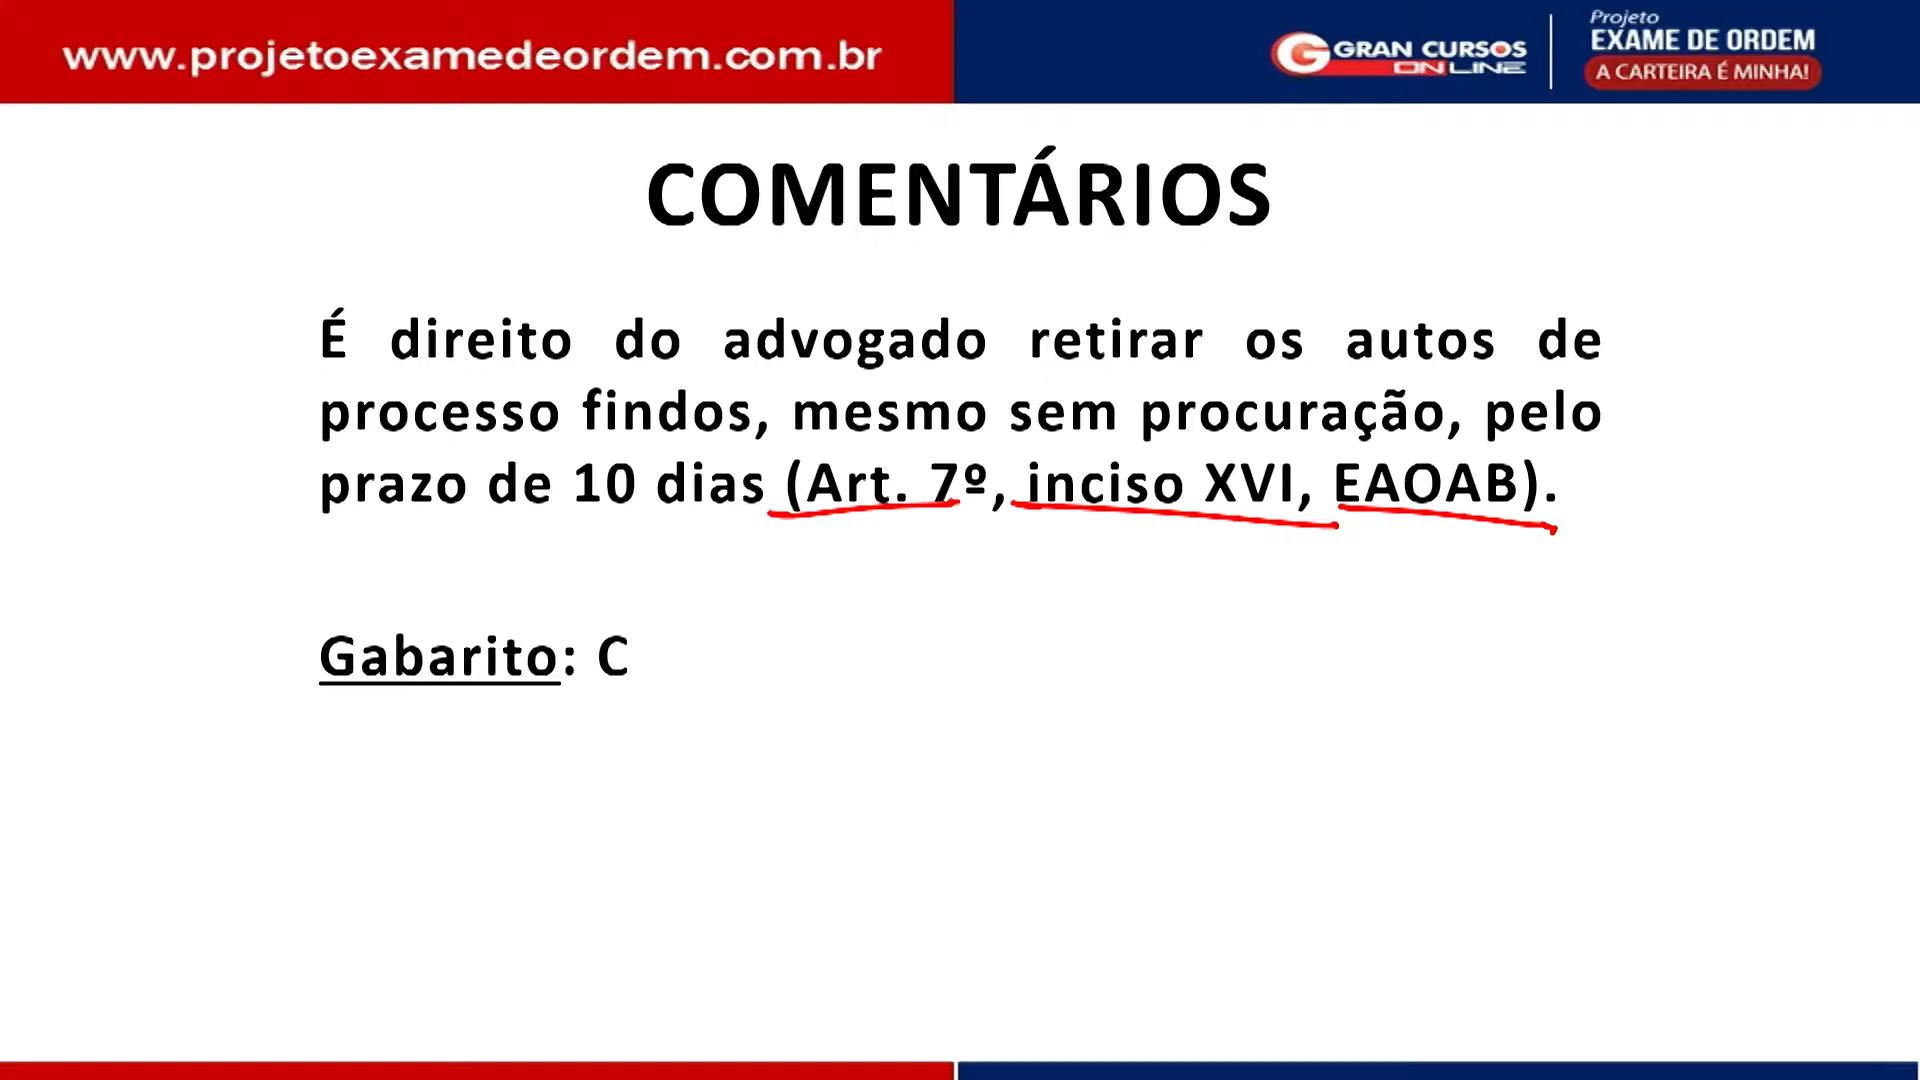 www.projetoexamedeordem.com.br
GRAN CURSOS
ONLINE
Projeto
EXAME DE ORDEM
A CARTEIRA É MINHA!
COMENTÁRIOS
É direito do advogado retirar os autos de
processo findos, mesmo sem procuração, pelo
prazo de 10 dias (Art. 7º, inciso XVI, EAOAB).
Gabarito: C